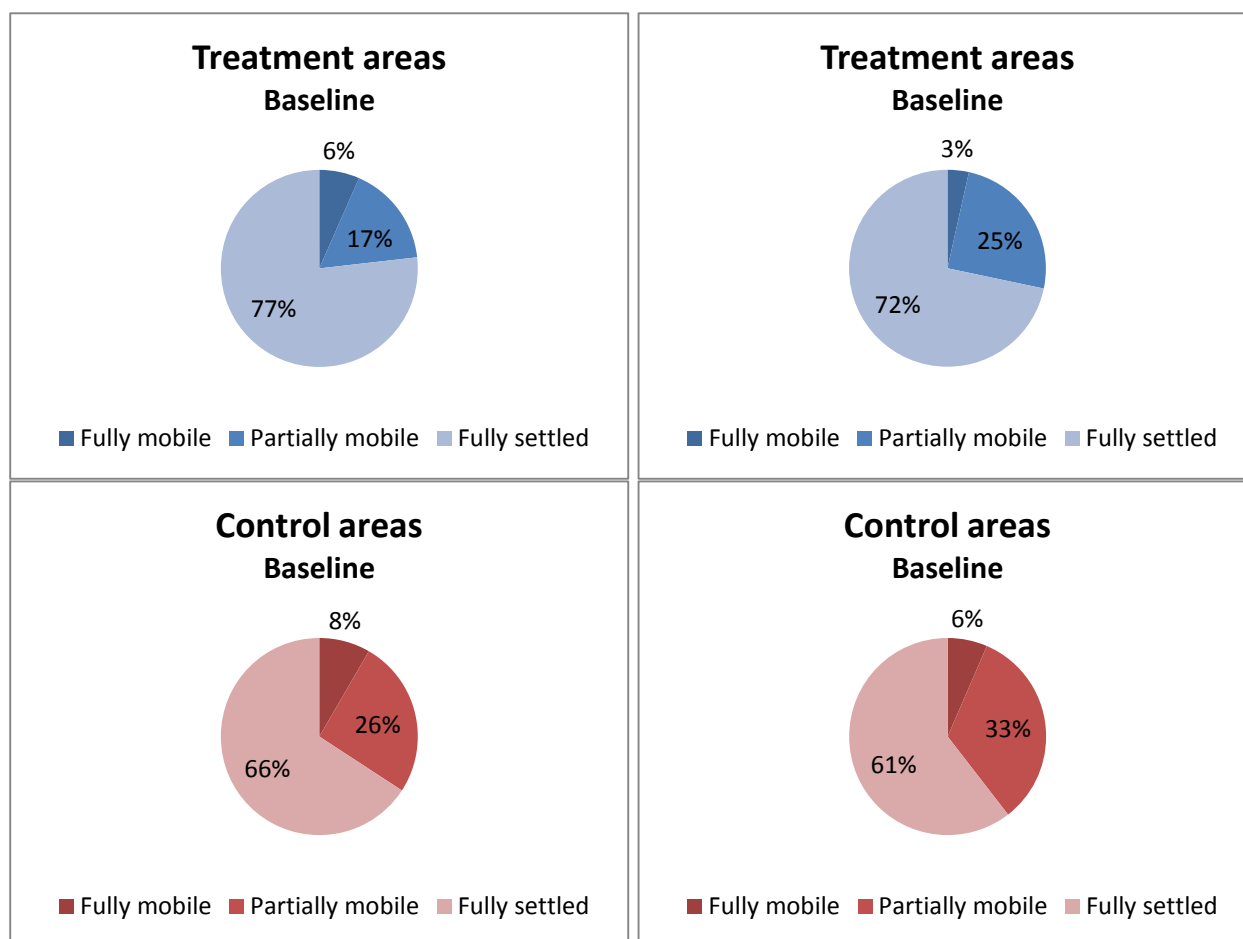 Treatment areas
Baseline
6%
17%
77%
Fully mobile Partially mobile Fully settled
Treatment areas
Baseline
3%
25%
72%
Fully mobile Partially mobile Fully settled
Control areas
Baseline
8%
26%
66%
Fully mobile Partially mobile Fully settled
Control areas
Baseline
6%
33%
61%
Fully mobile Partially mobile Fully settled